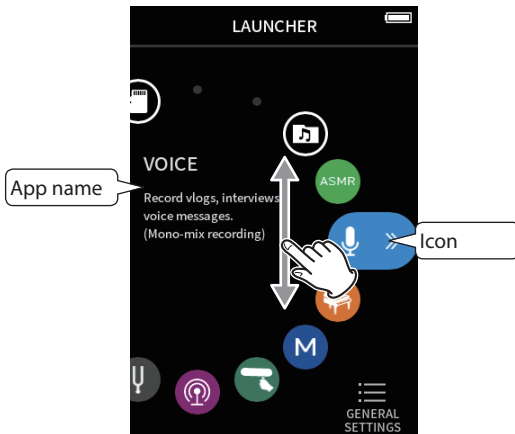 LAUNCHER
VOICE
App name
Record vlogs, interviews
voice messages.
(Mono-mix recording)
ASMR
Icon
M
GENERAL
SETTINGS